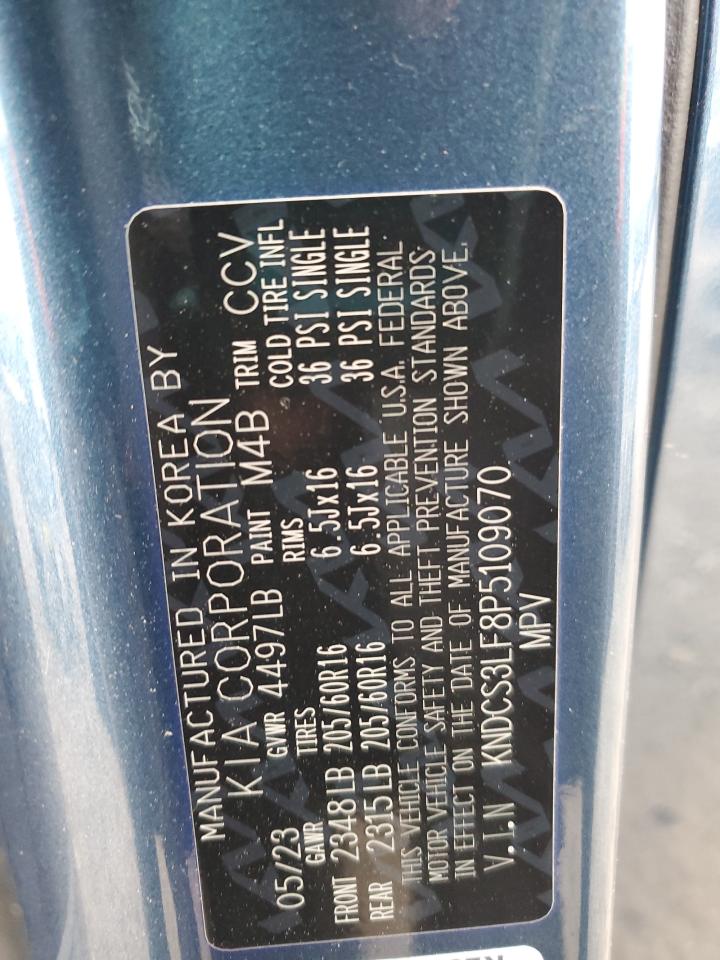 MANUFACTURED IN KOREA BY
KIA CORPORATION
05/23 GVWR 4497LB PAINT M4B TRIM CCV
GAWR TIRES RIMS COLD TIRE INFL
FRONT 2348LB 205/60R16 6.5Jx16 36 PSI SINGLE
REAR 2315LB 205/60R16 6.5Jx16 36 PSI SINGLE
THIS VEHICLE CONFORMS TO ALL APPLICABLE U.S.A. FEDERAL
MOTOR VEHICLE SAFETY AND THEFT PREVENTION STANDARDS
IN EFFECT ON THE DATE OF MANUFACTURE SHOWN ABOVE.
V.I.N KNDCS3LF8P5109070
MPV